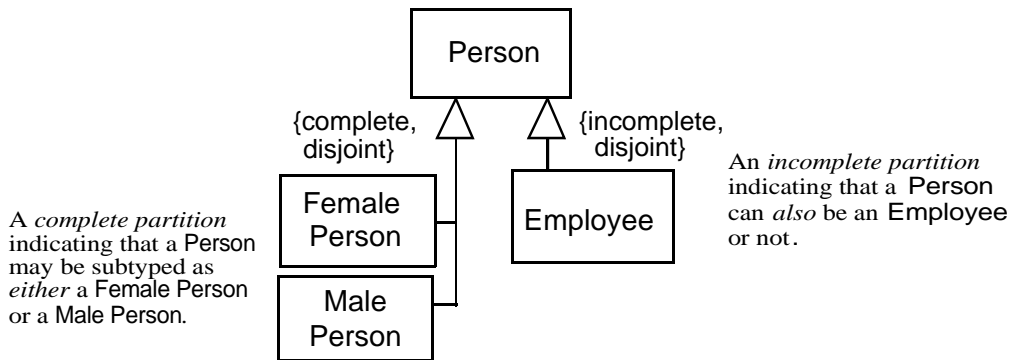 Person
{complete,
disjoint}
{incomplete,
disjoint}
Female
Person
Employee
Male
Person
A complete partition
indicating that a Person
may be subtyped as
either a Female Person
or a Male Person.
An incomplete partition
indicating that a Person
can also be an Employee
or not.